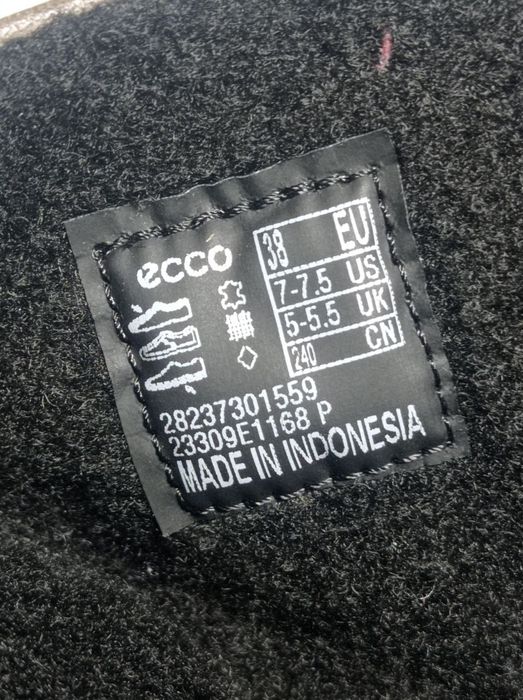 ecco
38 EU
7-7.5 US
5-5.5 UK
240 CN
28237301559
23309E1168 P
MADE IN INDONESIA